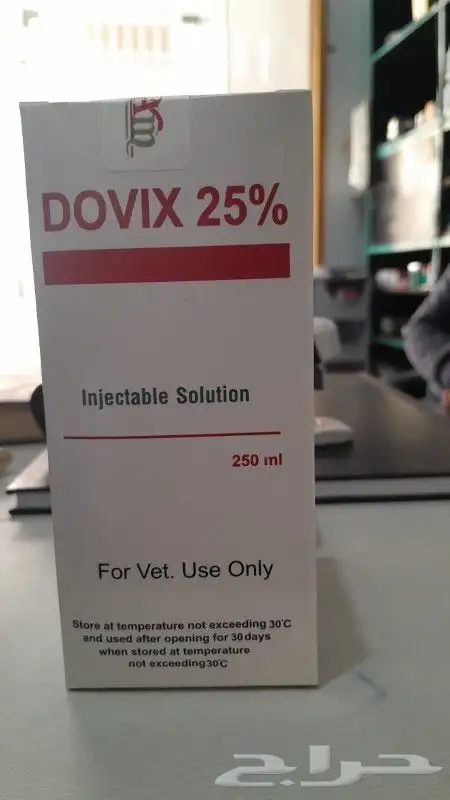 DOVIX 25%
Injectable Solution
250 ml
For Vet. Use Only
Store at temperature not exceeding 30°C
and used after opening for 30 days
when stored at temperature
not exceeding 30°C
حراج